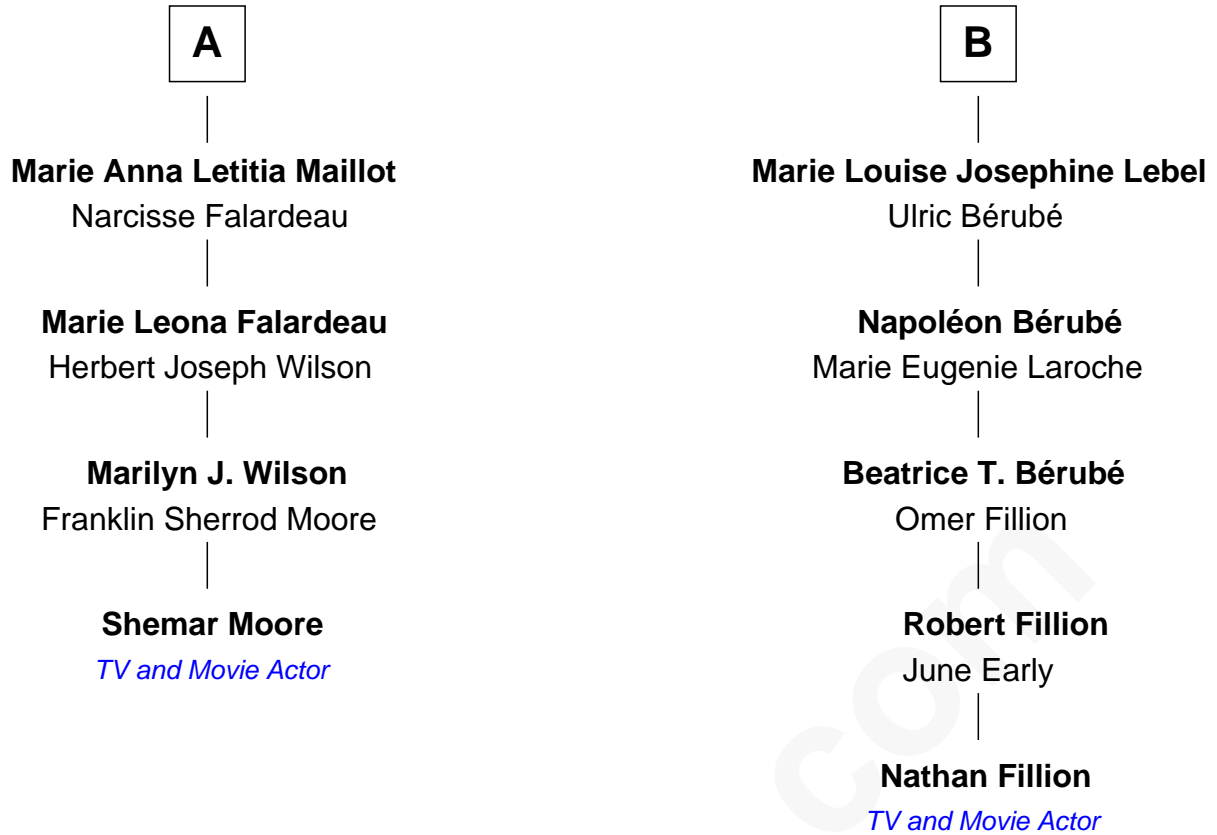 A
Marie Anna Letitia Maillot
Narcisse Falardeau
Marie Leona Falardeau
Herbert Joseph Wilson
Marilyn J. Wilson
Franklin Sherrod Moore
Shemar Moore
TV and Movie Actor
B
Marie Louise Josephine Lebel
Ulric Bérubé
Napoléon Bérubé
Marie Eugenie Laroche
Beatrice T. Bérubé
Omer Fillion
Robert Fillion
June Early
Nathan Fillion
TV and Movie Actor
com